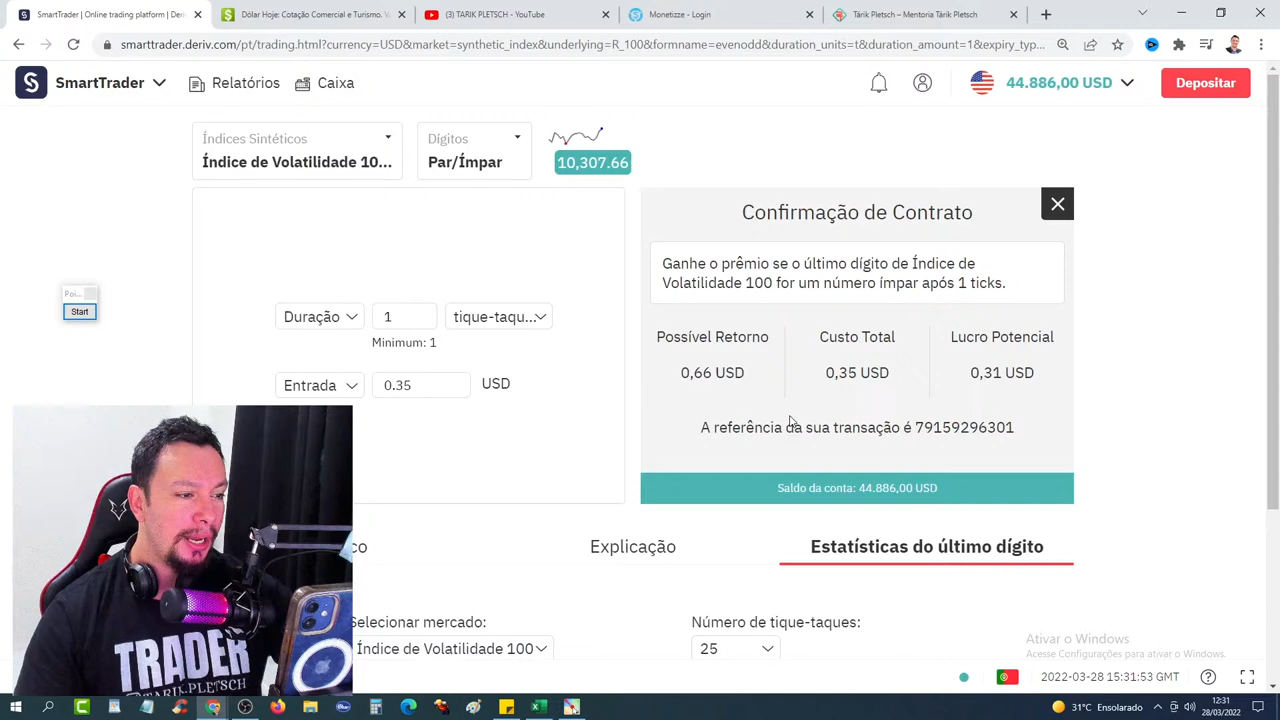 SmartTrader | Online trading platform | Deriv
Dólar Hoje: Cotação Comercial e Turismo. V
(3) TARIK PLETSCH - YouTube
Monetizze - Login
Tárik Pletsch – Mentoria Tárik Pletsch
smarttrader.deriv.com/pt/trading.html?currency=USD&market=synthetic_index&underlying=R_100&formname=evenodd&duration_units=t&duration_amount=1&expiry_typ...
SmartTrader
Relatórios
Caixa
44.886,00 USD
Depositar
Índices Sintéticos
Índice de Volatilidade 10...
Dígitos
Par/Ímpar
10,307.66
Poi...
Start
Duração
1
tique-taqu...
Minimum: 1
Entrada
0.35
USD
Confirmação de Contrato
Ganhe o prêmio se o último dígito de Índice de
Volatilidade 100 for um número ímpar após 1 ticks.
Possível Retorno
Custo Total
Lucro Potencial
0,66 USD
0,35 USD
0,31 USD
A referência da sua transação é 79159296301
Saldo da conta: 44.886,00 USD
co
Explicação
Estatísticas do último dígito
Selecionar mercado:
Índice de Volatilidade 100
Número de tique-taques:
25
TRADER
TÁRIK PLETSCH
Ativar o Windows
Acesse Configurações para ativar o Windows.
2022-03-28 15:31:53 GMT
31°C Ensolarado
12:31
28/03/2022